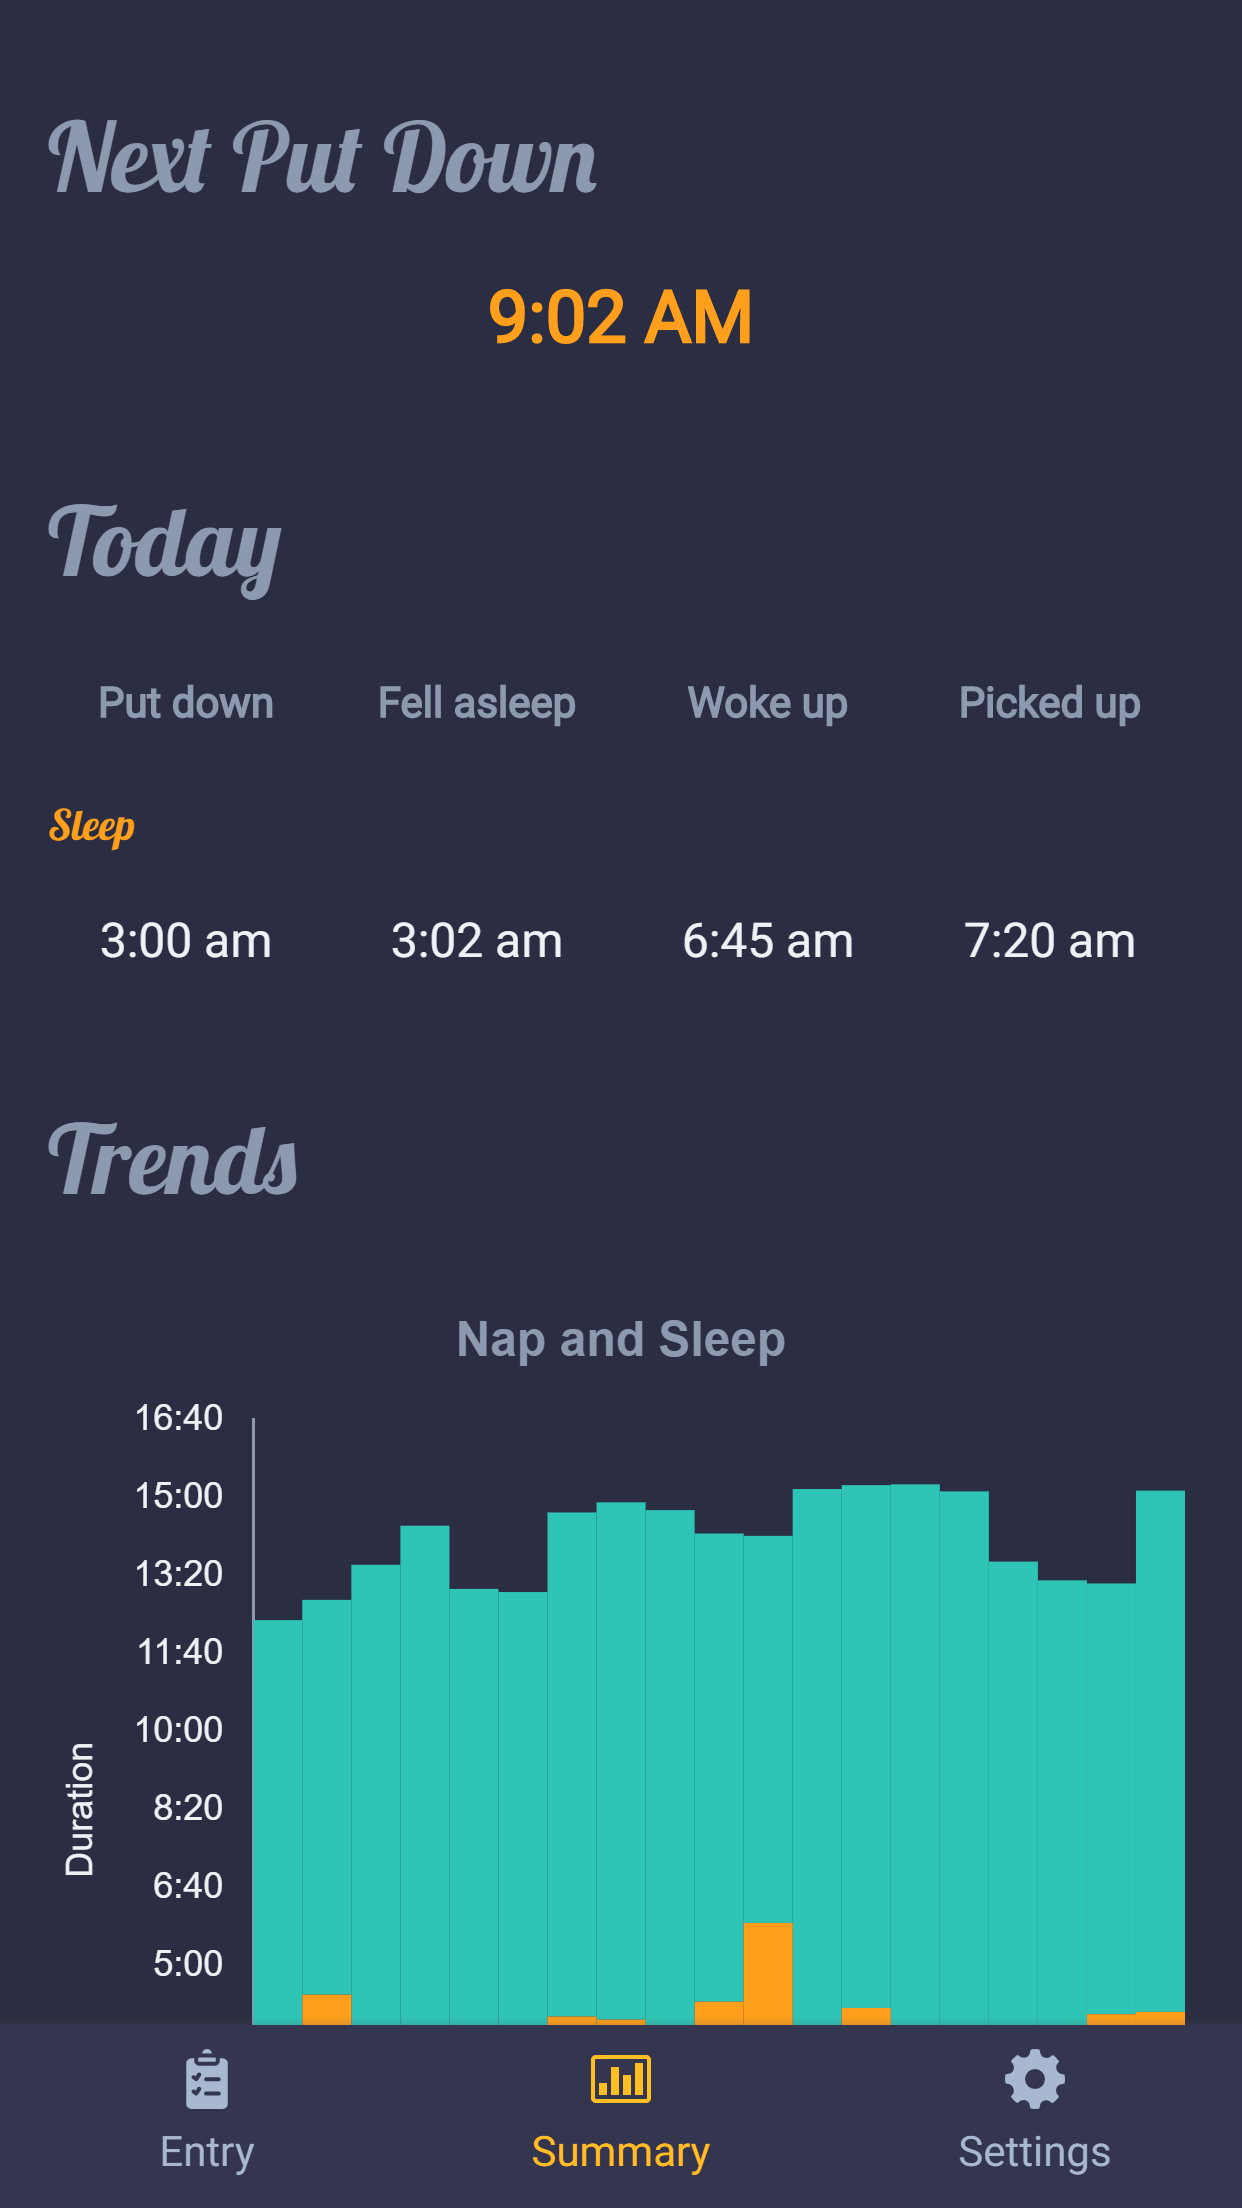 Next Put Down
9:02 AM
Today
Put down Fell asleep Woke up Picked up
Sleep
3:00 am 3:02 am 6:45 am 7:20 am
Trends
Nap and Sleep
16:40
15:00
13:20
11:40
10:00
8:20
6:40
5:00
Duration
Entry Summary Settings